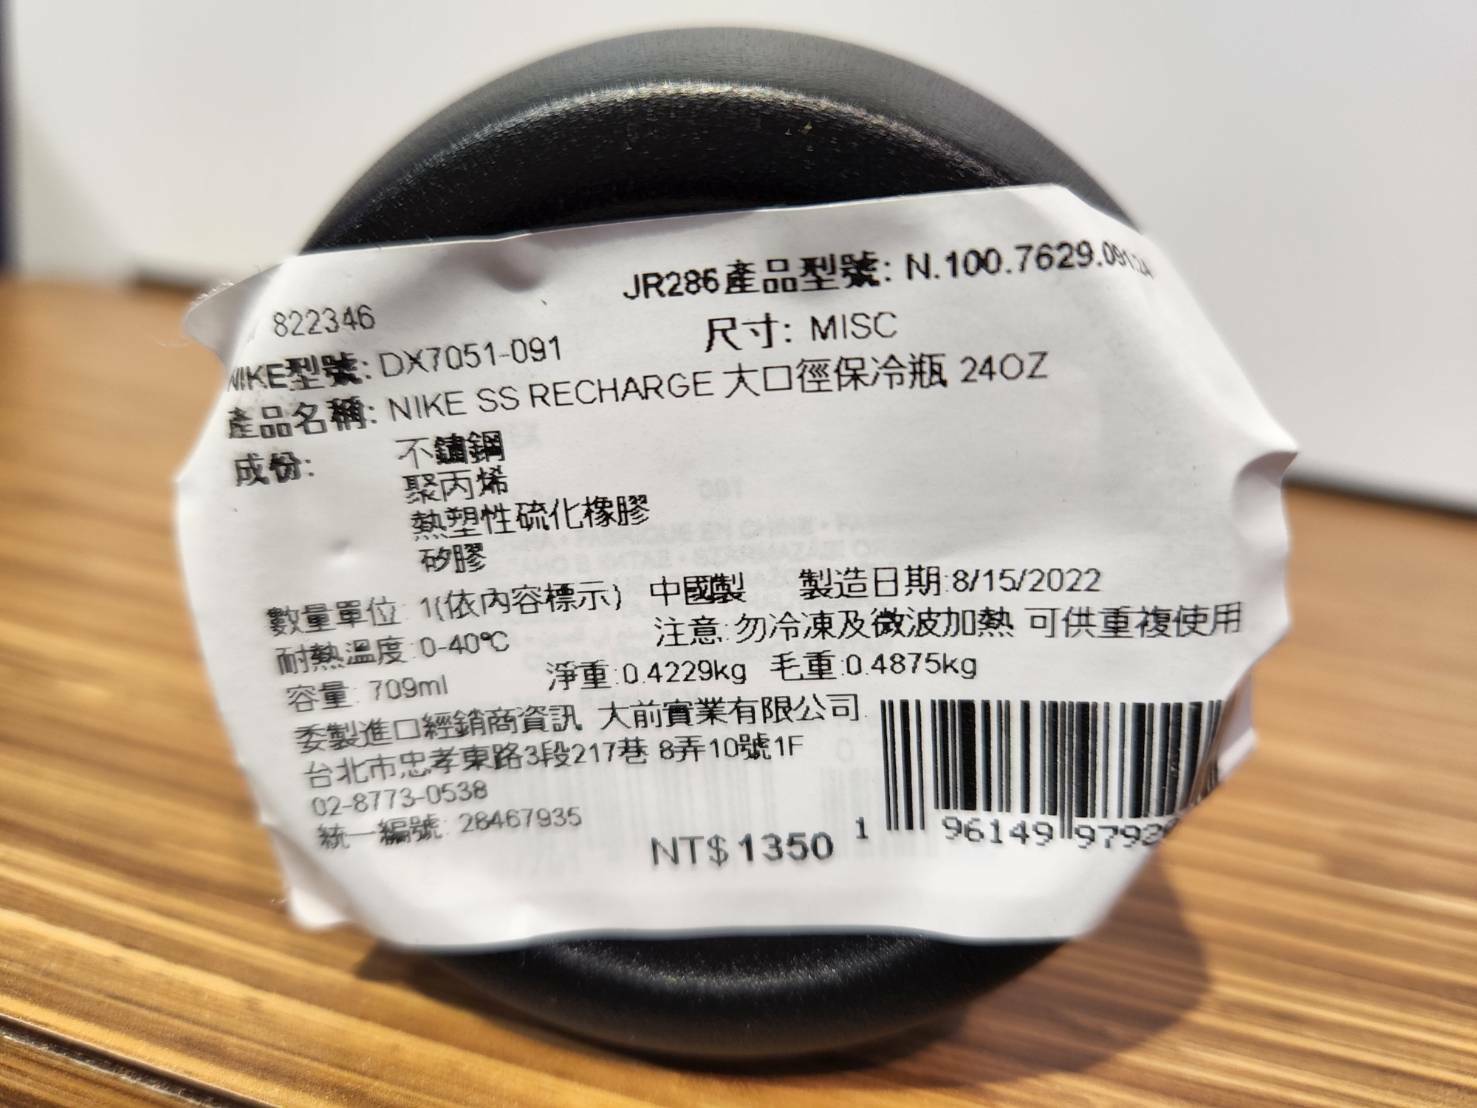 822346
JR286產品型號: N.100.7629.091.24
NIKE型號: DX7051-091
尺寸: MISC
產品名稱: NIKE SS RECHARGE 大口徑保冷瓶 24OZ
成份: 不鏽鋼
聚丙烯
熱塑性硫化橡膠
矽膠
數量單位: 1(依內容標示) 中國製 製造日期:8/15/2022
耐熱溫度:0-40℃ 注意:勿冷凍及微波加熱 可供重複使用
容量: 709ml 淨重:0.4229kg 毛重:0.4875kg
委製進口經銷商資訊 大前實業有限公司
台北市忠孝東路3段217巷 8弄10號1F
02-8773-0538
統一編號: 28467935
NT$1350
1 96149 9792